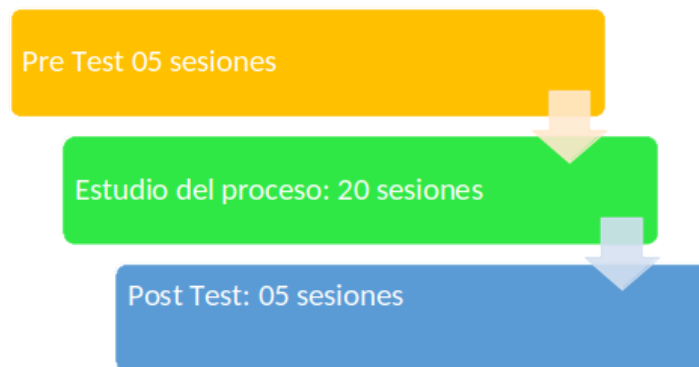 Pre Test 05 sesiones
Estudio del proceso: 20 sesiones
Post Test: 05 sesiones